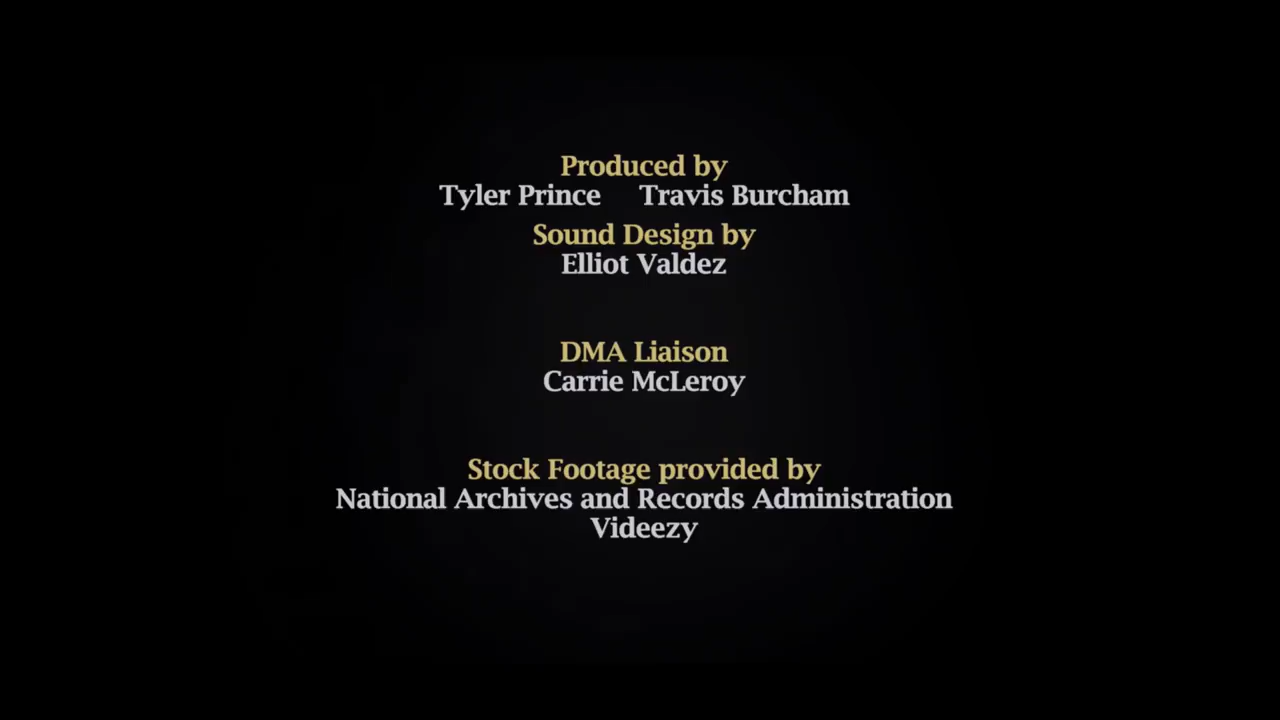 Produced by
Tyler Prince Travis Burcham
Sound Design by
Elliot Valdez
DMA Liaison
Carrie McLeroy
Stock Footage provided by
National Archives and Records Administration
Videezy